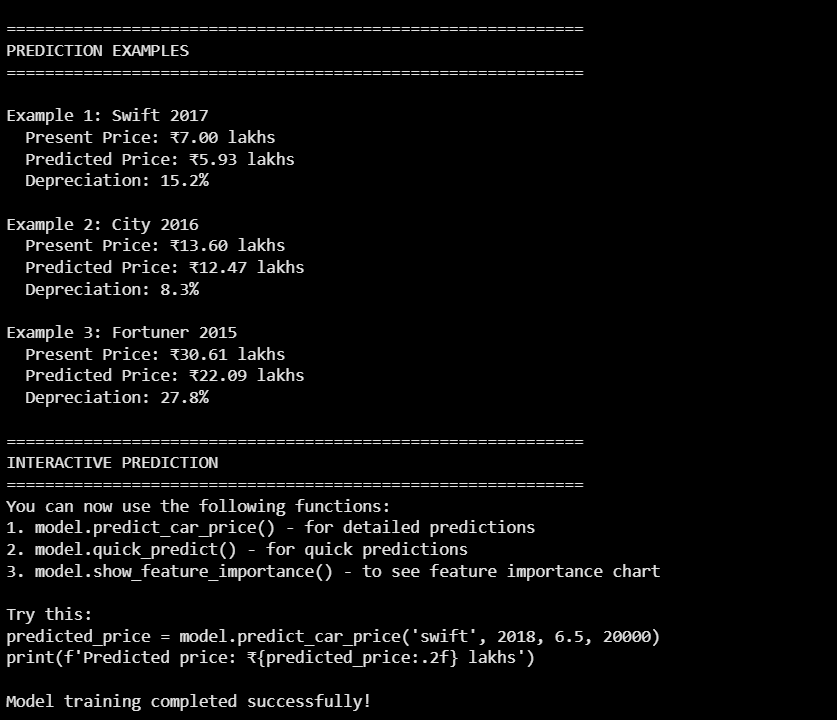 ============================================================
PREDICTION EXAMPLES
============================================================
Example 1: Swift 2017
Present Price: ₹7.00 lakhs
Predicted Price: ₹5.93 lakhs
Depreciation: 15.2%
Example 2: City 2016
Present Price: ₹13.60 lakhs
Predicted Price: ₹12.47 lakhs
Depreciation: 8.3%
Example 3: Fortuner 2015
Present Price: ₹30.61 lakhs
Predicted Price: ₹22.09 lakhs
Depreciation: 27.8%
============================================================
INTERACTIVE PREDICTION
============================================================
You can now use the following functions:
1. model.predict_car_price() - for detailed predictions
2. model.quick_predict() - for quick predictions
3. model.show_feature_importance() - to see feature importance chart
Try this:
predicted_price = model.predict_car_price('swift', 2018, 6.5, 20000)
print(f'Predicted price: ₹{predicted_price:.2f} lakhs')
Model training completed successfully!